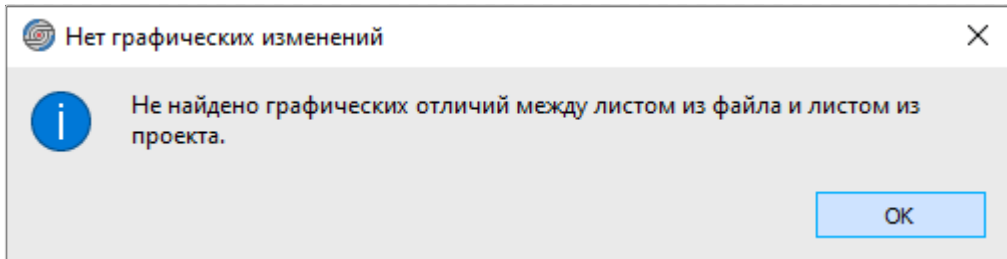 Нет графических изменений
Не найдено графических отличий между листом из файла и листом из
проекта.
OK